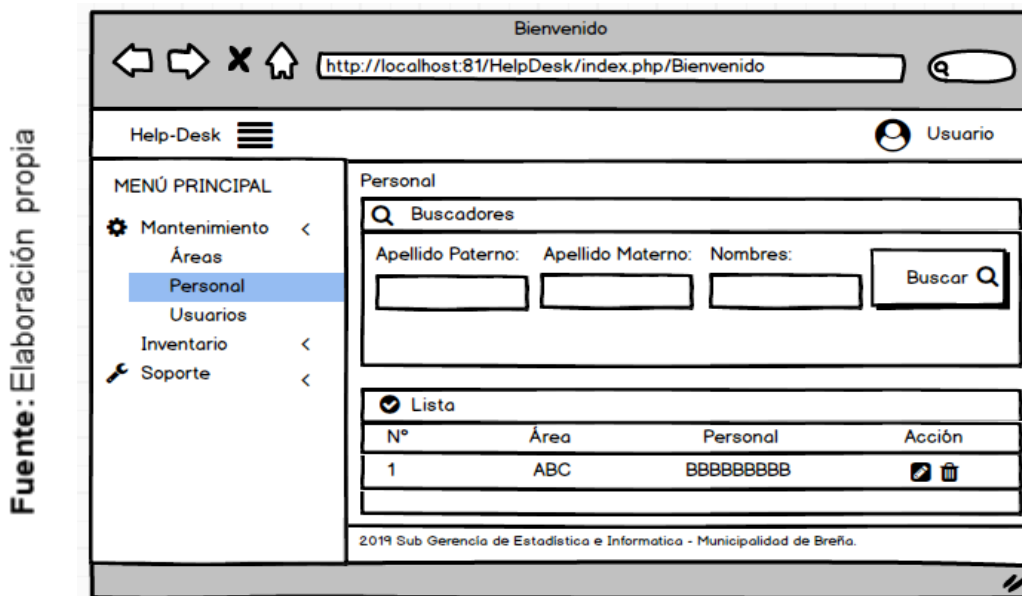 Fuente: Elaboración propia
Bienvenido
http://localhost:81/HelpDesk/index.php/Bienvenido
Help-Desk
Usuario
MENÚ PRINCIPAL
Mantenimiento <
Áreas
Personal
Usuarios
Inventario <
Soporte <
Personal
Buscadores
Apellido Paterno: Apellido Materno: Nombres:
Buscar
Lista
N° Área Personal Acción
1 ABC BBBBBBBBB
2019 Sub Gerencia de Estadística e Informatica - Municipalidad de Breña.